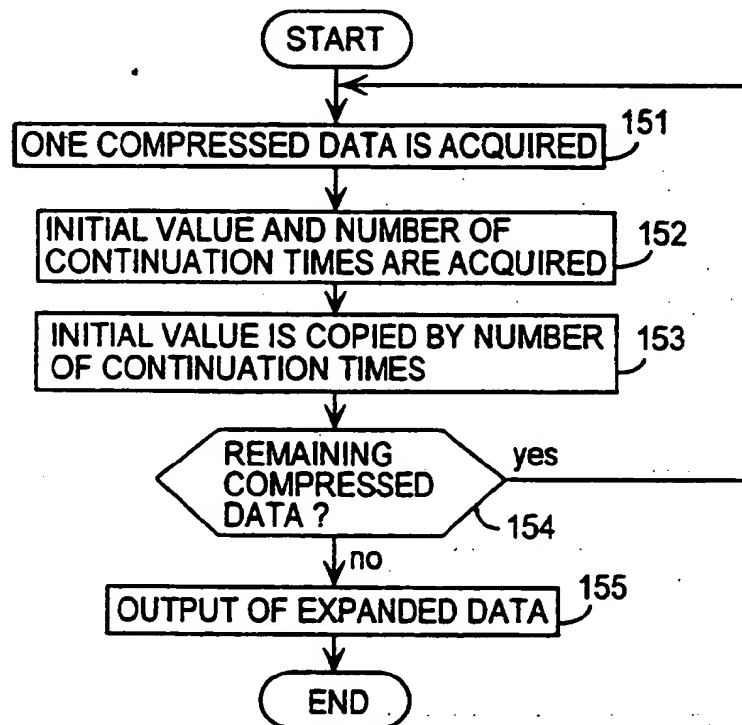 START
ONE COMPRESSED DATA IS ACQUIRED
151
INITIAL VALUE AND NUMBER OF
CONTINUATION TIMES ARE ACQUIRED
152
INITIAL VALUE IS COPIED BY NUMBER
OF CONTINUATION TIMES
153
REMAINING
COMPRESSED
DATA ?
yes
154
no
OUTPUT OF EXPANDED DATA
155
END